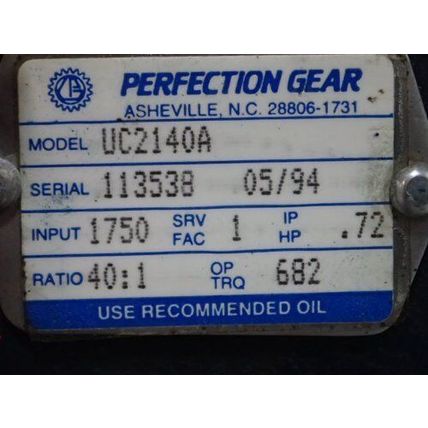 PERFECTION GEAR
ASHEVILLE, N.C. 28806-1731
MODEL UC2140A
SERIAL 113538 05/94
INPUT 1750 SRV FAC 1 IP HP .72
RATIO 40:1 OP TRQ 682
USE RECOMMENDED OIL